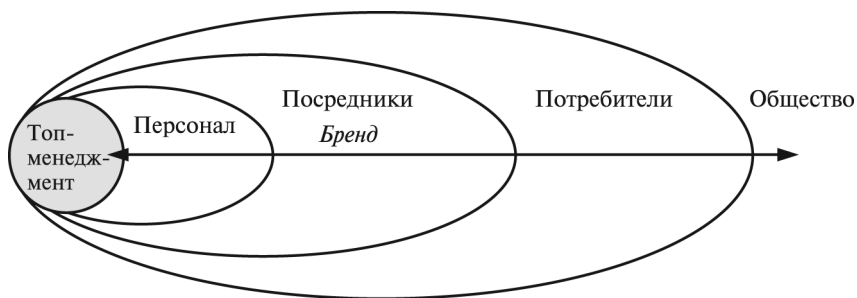 Топ-
менедж-
мент
Персонал
Посредники
Бренд
Потребители
Общество